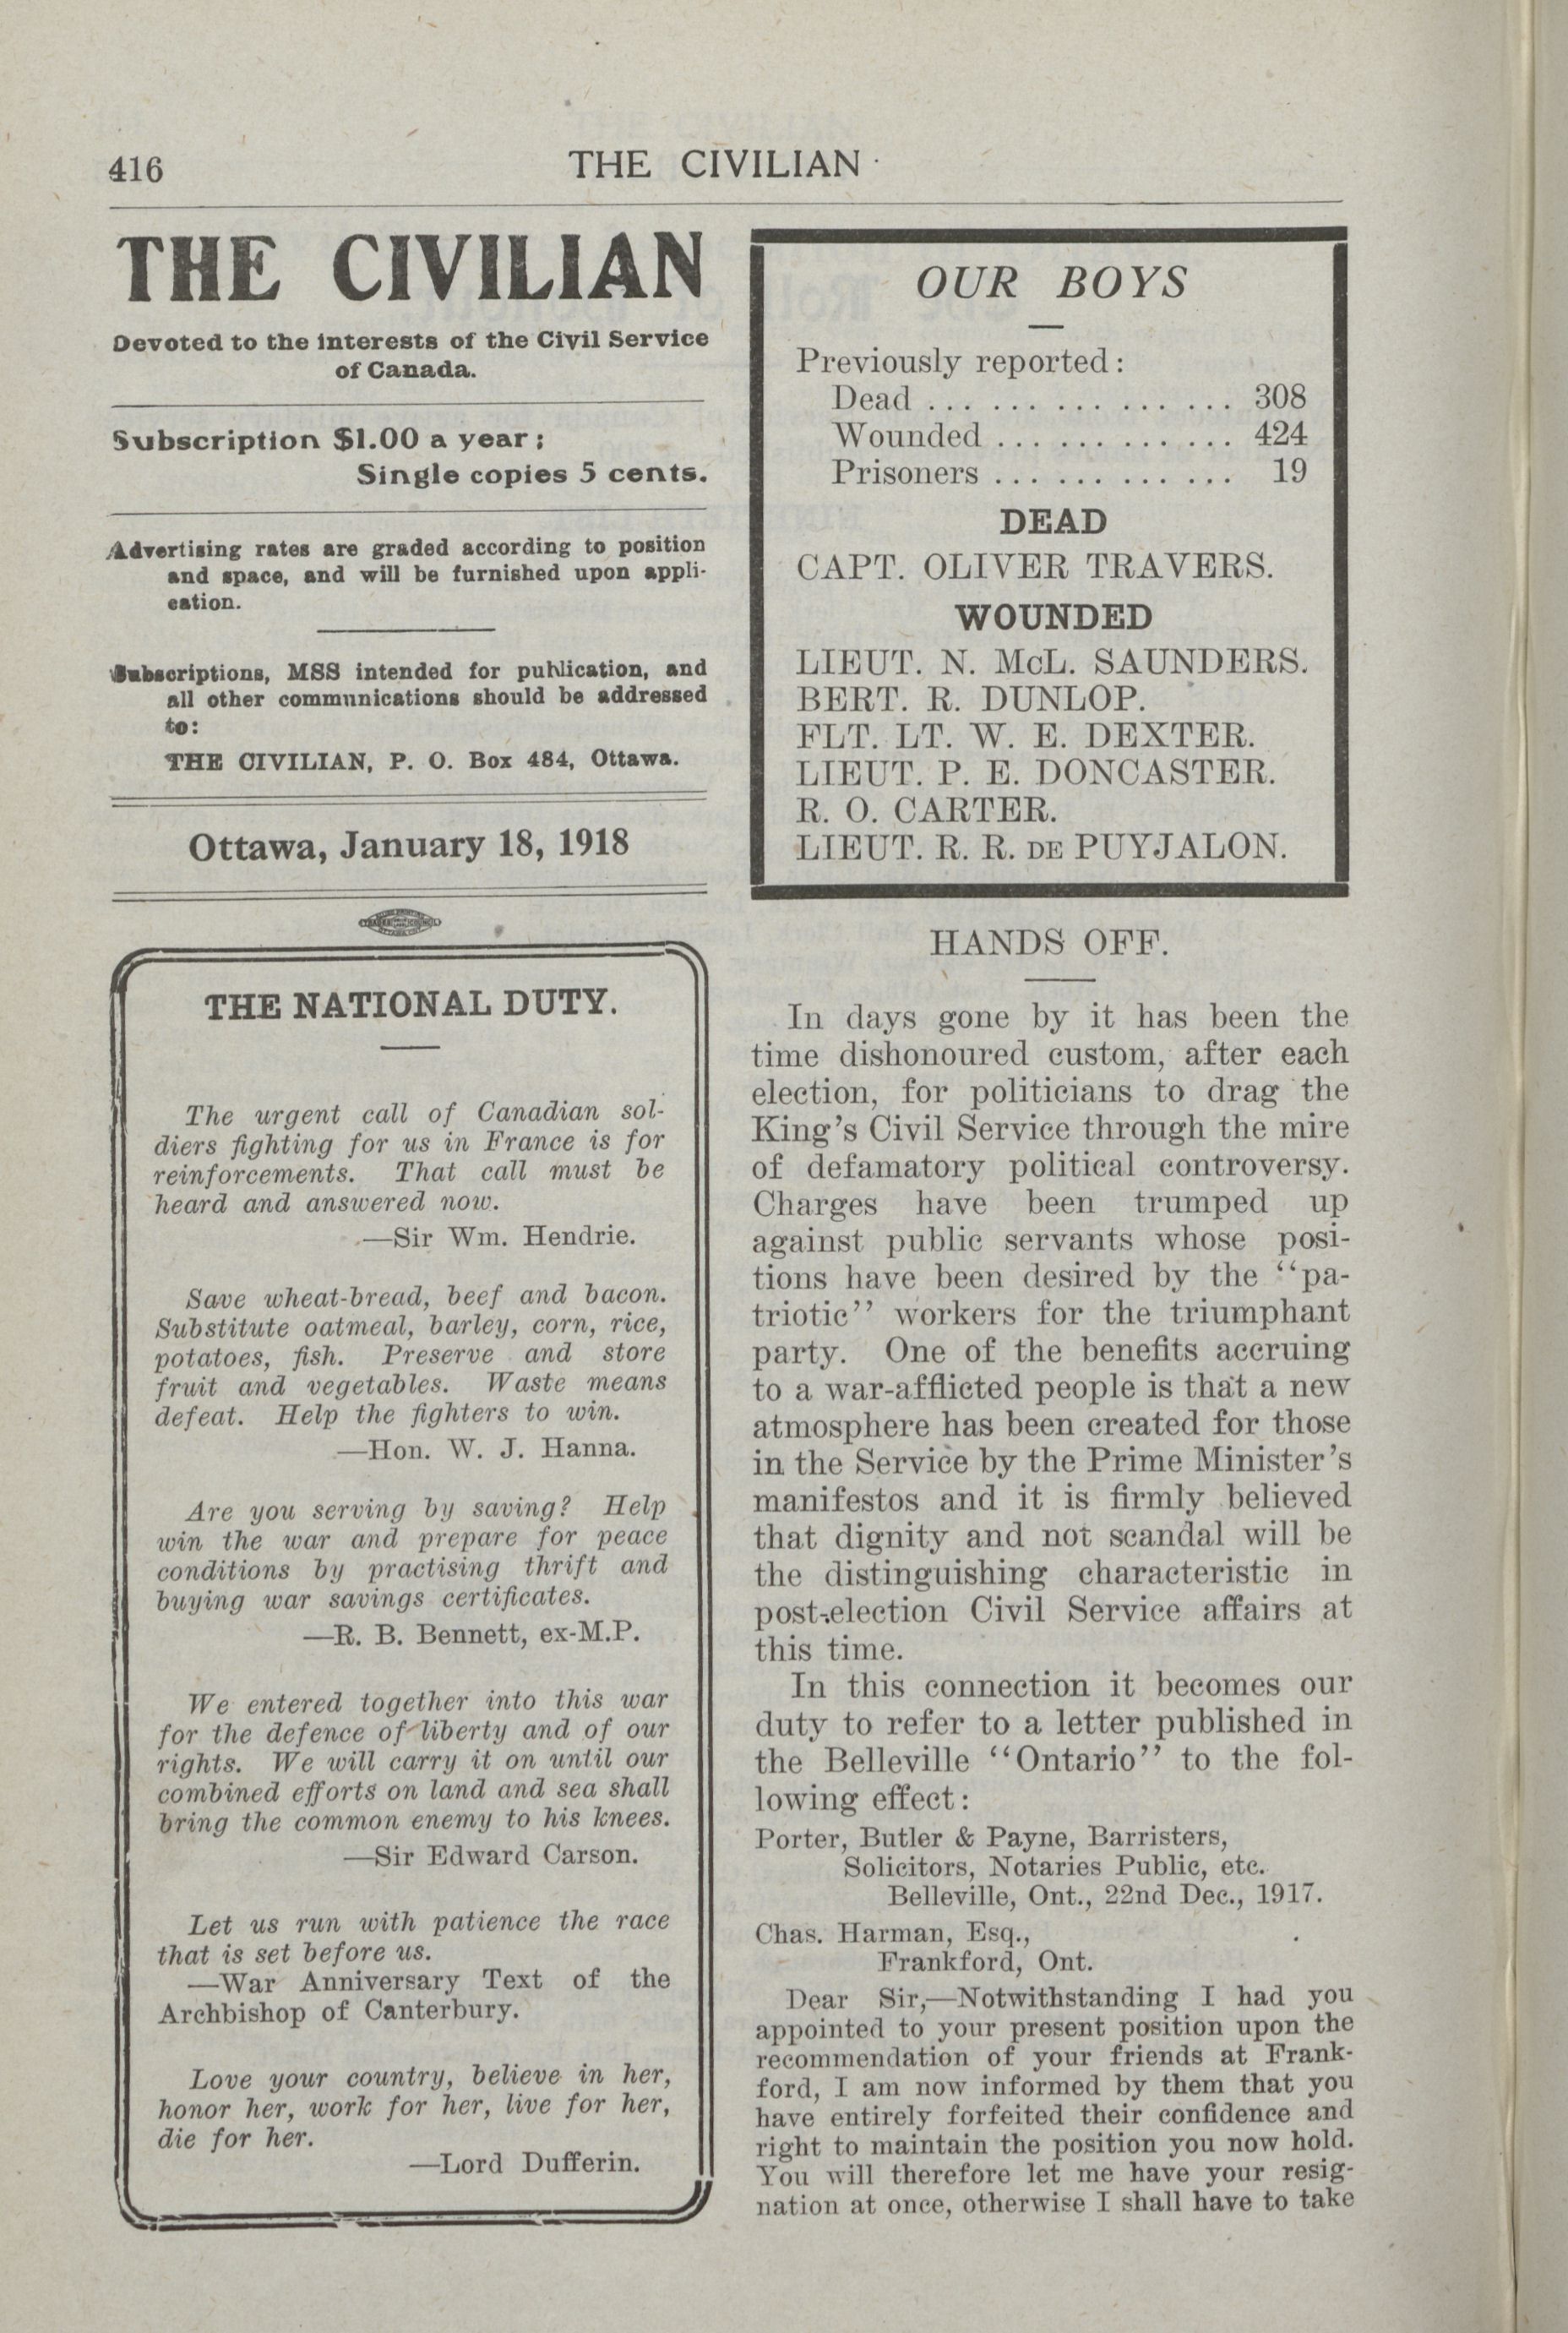 416
THE CIVILIAN
THE CIVILIAN
Devoted to the interests of the Civil Service
of Canada.
Subscription $1.00 a year;
Single copies 5 cents.
Advertising rates are graded according to position
and space, and will be furnished upon appli-
cation.
Subscriptions, MSS intended for publication, and
all other communications should be addressed
to:
THE CIVILIAN, P. O. Box 484, Ottawa.
Ottawa, January 18, 1918
THE NATIONAL DUTY.
The urgent call of Canadian sol-
diers fighting for us in France is for
reinforcements. That call must be
heard and answered now.
—Sir Wm. Hendrie.
Save wheat-bread, beef and bacon.
Substitute oatmeal, barley, corn, rice,
potatoes, fish. Preserve and store
fruit and vegetables. Waste means
defeat. Help the fighters to win.
—Hon. W. J. Hanna.
Are you serving by saving? Help
win the war and prepare for peace
conditions by practising thrift and
buying war savings certificates.
—R. B. Bennett, ex-M.P.
We entered together into this war
for the defence of liberty and of our
rights. We will carry it on until our
combined efforts on land and sea shall
bring the common enemy to his knees.
—Sir Edward Carson.
Let us run with patience the race
that is set before us.
—War Anniversary Text of the
Archbishop of Canterbury.
Love your country, believe in her,
honor her, work for her, live for her,
die for her.
—Lord Dufferin.
OUR BOYS
Previously reported:
Dead . . . . . . . . . . . . . . . . 308
Wounded . . . . . . . . . . . . 424
Prisoners . . . . . . . . . . . . 19
DEAD
CAPT. OLIVER TRAVERS.
WOUNDED
LIEUT. N. McL. SAUNDERS.
BERT. R. DUNLOP.
FLT. LT. W. E. DEXTER.
LIEUT. P. E. DONCASTER.
R. O. CARTER.
LIEUT. R. R. DE PUYJALON.
HANDS OFF.
In days gone by it has been the
time dishonoured custom, after each
election, for politicians to drag the
King's Civil Service through the mire
of defamatory political controversy.
Charges have been trumped up
against public servants whose posi-
tions have been desired by the "pa-
triotic" workers for the triumphant
party. One of the benefits accruing
to a war-afflicted people is that a new
atmosphere has been created for those
in the Service by the Prime Minister's
manifestos and it is firmly believed
that dignity and not scandal will be
the distinguishing characteristic in
post-election Civil Service affairs at
this time.
In this connection it becomes our
duty to refer to a letter published in
the Belleville "Ontario" to the fol-
lowing effect:
Porter, Butler & Payne, Barristers,
Solicitors, Notaries Public, etc.
Belleville, Ont., 22nd Dec., 1917.
Chas. Harman, Esq.,
Frankford, Ont.
Dear Sir,—Notwithstanding I had you
appointed to your present position upon the
recommendation of your friends at Frank-
ford, I am now informed by them that you
have entirely forfeited their confidence and
right to maintain the position you now hold.
You will therefore let me have your resig-
nation at once, otherwise I shall have to take